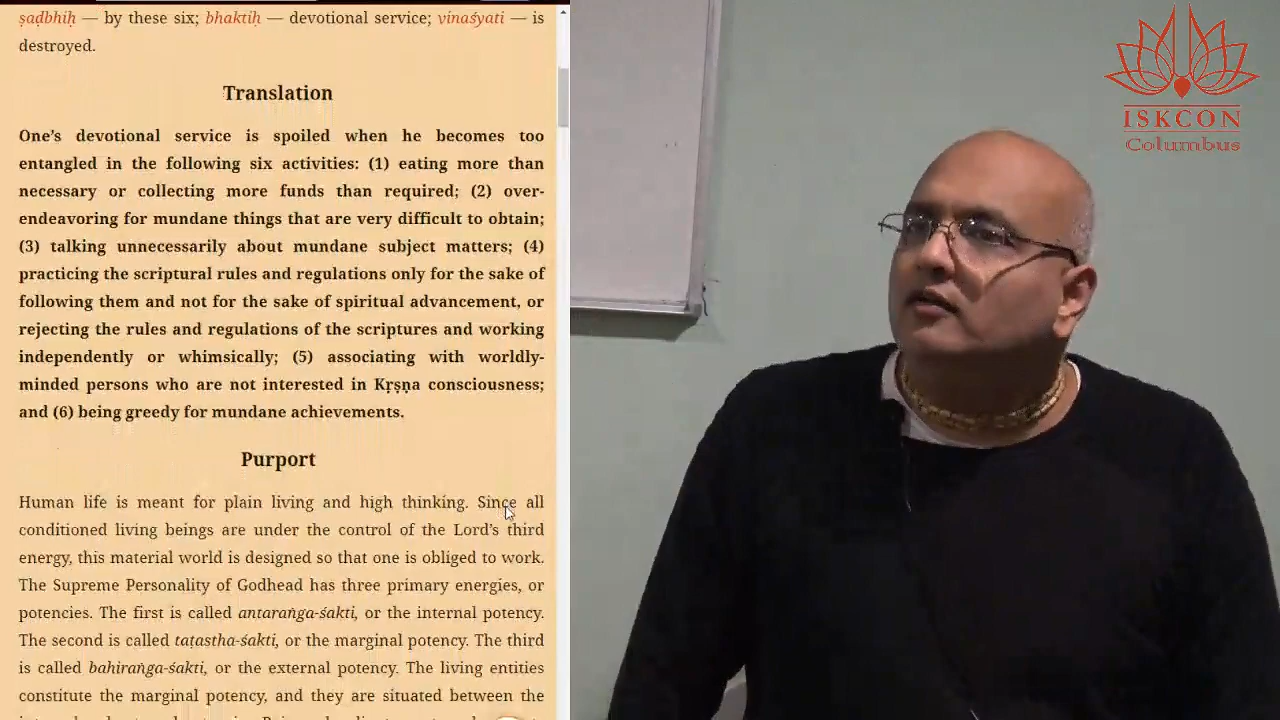 ṣaḍbhiḥ — by these six; bhaktiḥ — devotional service; vinaśyati — is
destroyed.
Translation
One’s devotional service is spoiled when he becomes too
entangled in the following six activities: (1) eating more than
necessary or collecting more funds than required; (2) over-
endeavoring for mundane things that are very difficult to obtain;
(3) talking unnecessarily about mundane subject matters; (4)
practicing the scriptural rules and regulations only for the sake of
following them and not for the sake of spiritual advancement, or
rejecting the rules and regulations of the scriptures and working
independently or whimsically; (5) associating with worldly-
minded persons who are not interested in Kṛṣṇa consciousness;
and (6) being greedy for mundane achievements.
Purport
Human life is meant for plain living and high thinking. Since all
conditioned living beings are under the control of the Lord’s third
energy, this material world is designed so that one is obliged to work.
The Supreme Personality of Godhead has three primary energies, or
potencies. The first is called antaraṅga-śakti, or the internal potency.
The second is called taṭastha-śakti, or the marginal potency. The third
is called bahiraṅga-śakti, or the external potency. The living entities
constitute the marginal potency, and they are situated between the
ISKCON
Columbus